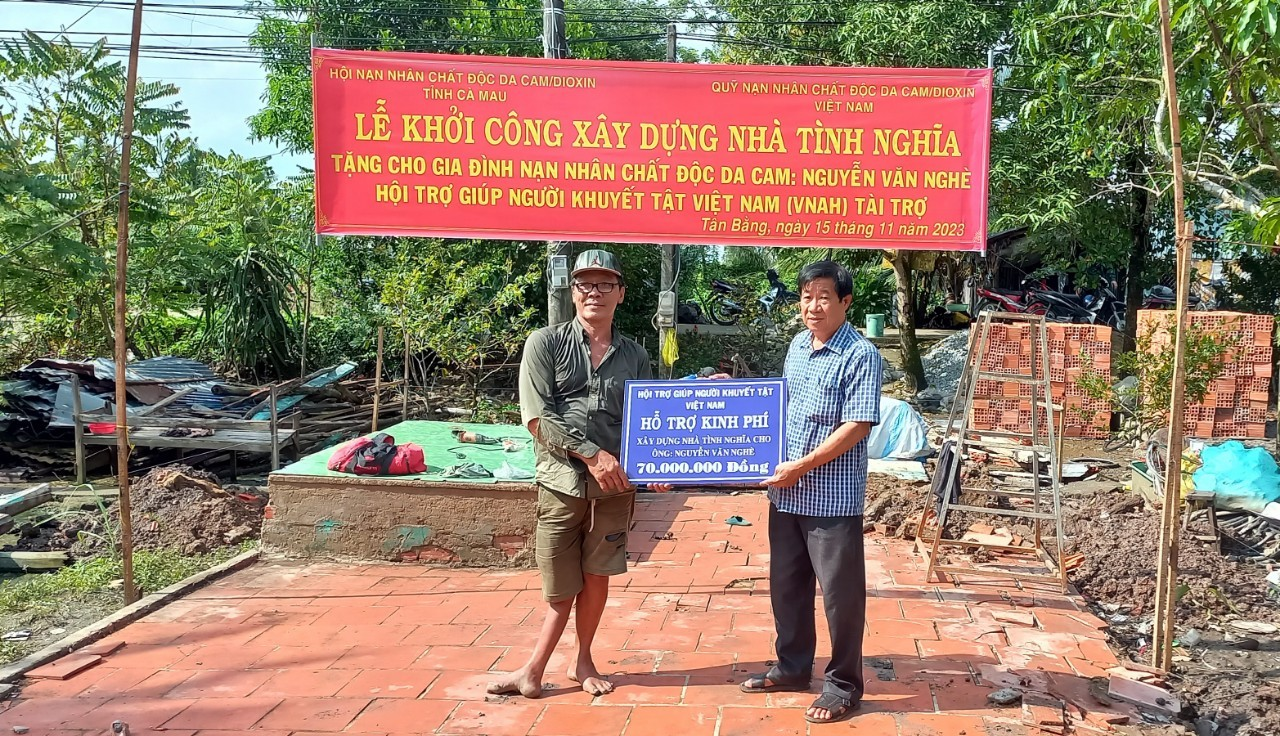 HỘI NẠN NHÂN CHẤT ĐỘC DA CAM/DIOXIN
TỈNH CÀ MAU
QUỸ NẠN NHÂN CHẤT ĐỘC DA CAM/DIOXIN
VIỆT NAM
LỄ KHỞI CÔNG XÂY DỰNG NHÀ TÌNH NGHĨA
TẶNG CHO GIA ĐÌNH NẠN NHÂN CHẤT ĐỘC DA CAM: NGUYỄN VĂN NGHÈ
HỘI TRỢ GIÚP NGƯỜI KHUYẾT TẬT VIỆT NAM (VNAH) TÀI TRỢ
Tân Bằng, ngày 15 tháng 11 năm 2023
HỘI TRỢ GIÚP NGƯỜI KHUYẾT TẬT
VIỆT NAM
HỖ TRỢ KINH PHÍ
XÂY DỰNG NHÀ TÌNH NGHĨA CHO
ÔNG: NGUYỄN VĂN NGHÈ
70.000.000 Đồng